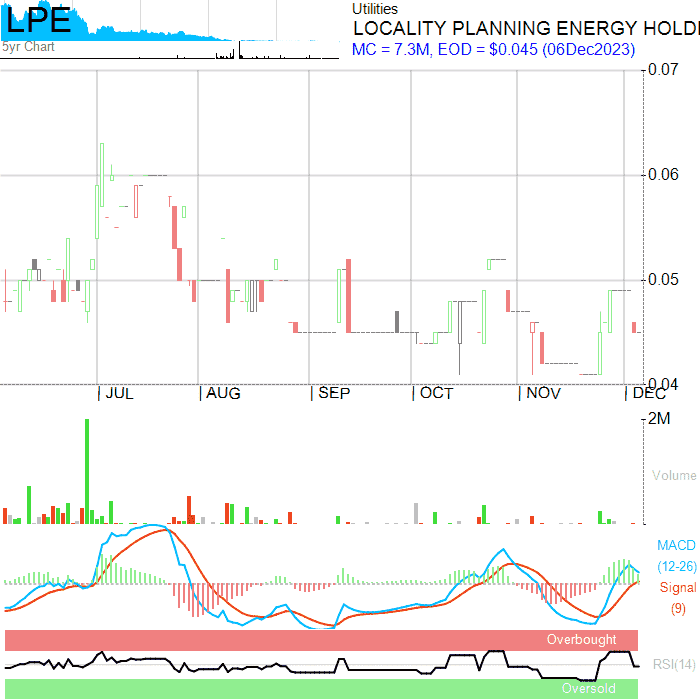 LPE
5yr Chart
Utilities
LOCALITY PLANNING ENERGY HOLDI
MC = 7.3M, EOD = $0.045 (06Dec2023)
0.07
0.06
0.05
0.04
JUL AUG SEP OCT NOV DEC
2M
Volume
MACD
(12-26)
Signal
(9)
Overbought
RSI(14)
Oversold